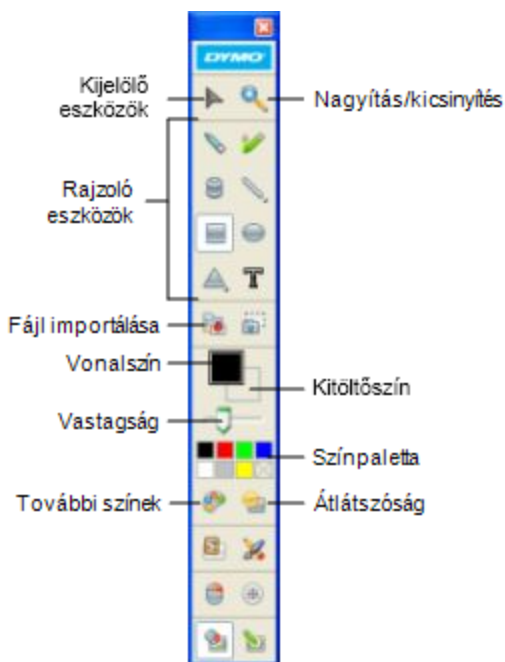 DYMO
Kijelölő
eszközök
Nagyítás/kicsinyítés
Rajzoló
eszközök
T
Fájl importálása
Vonalszín
Kitöltőszín
Vastagság
Színpaletta
További színek
Átlátszóság